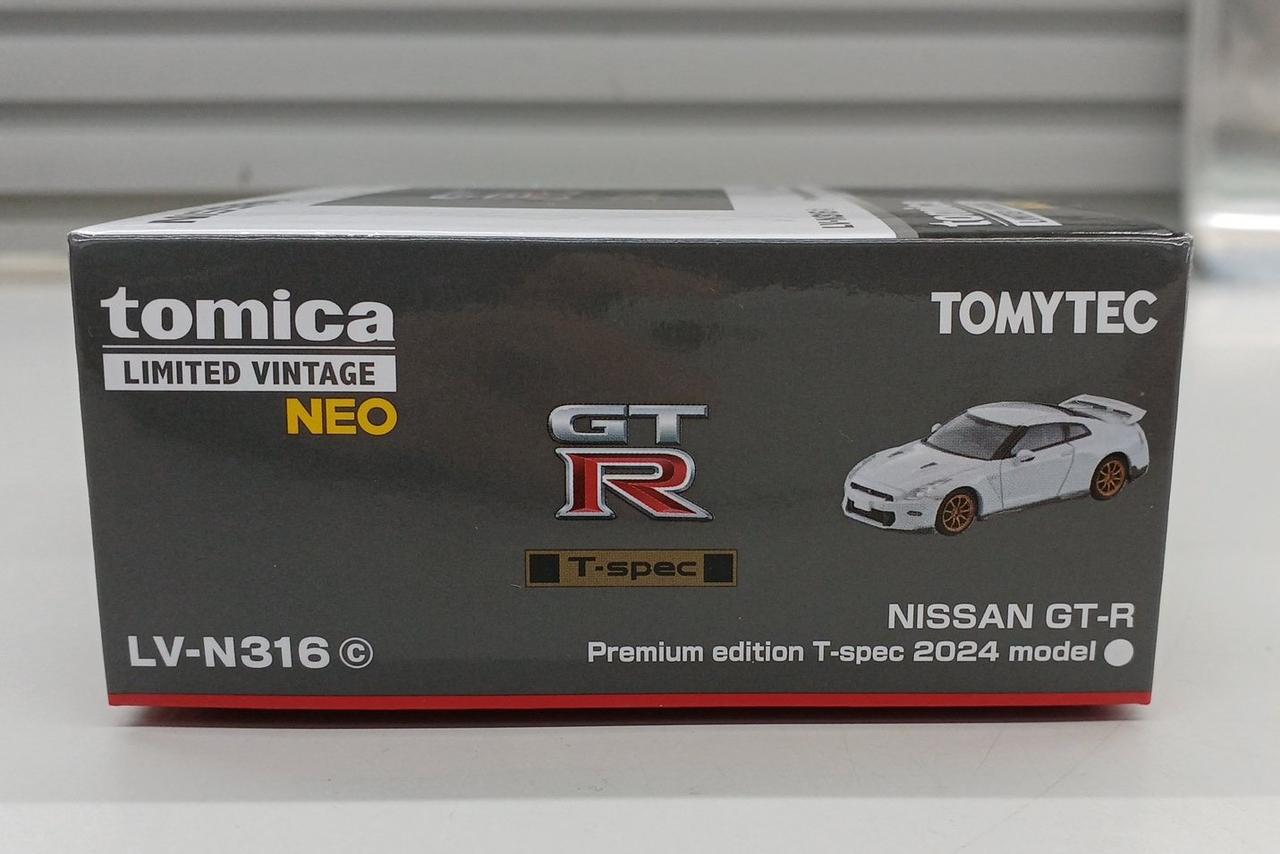 tomica
LIMITED VINTAGE
NEO
TOMYTEC
GT
R
T-spec
NISSAN GT-R
LV-N316 ©
Premium edition T-spec 2024 model